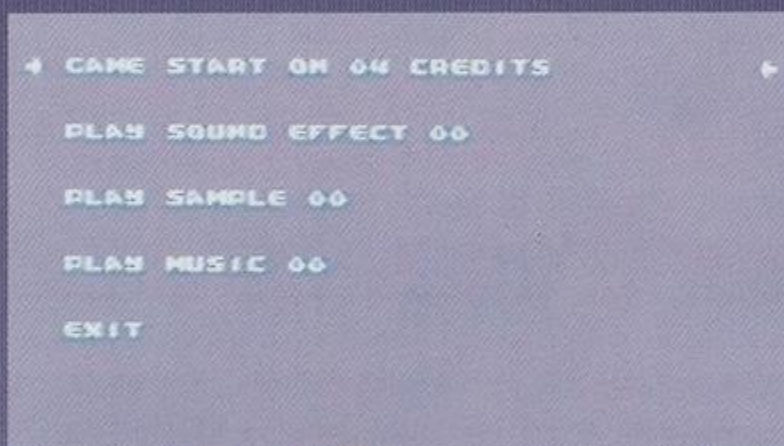 GAME START ON 04 CREDITS
PLAY SOUND EFFECT 00
PLAY SAMPLE 00
PLAY MUSIC 00
EXIT